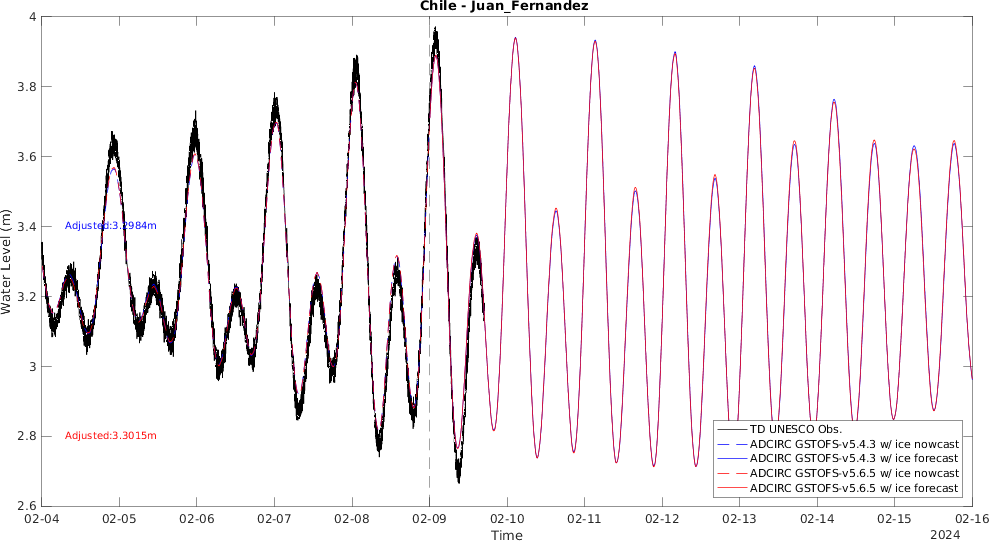 Chile - Juan_Fernandez
4
3.8
3.6
3.4
3.2
3
2.8
2.6
Water Level (m)
Adjusted:3.2984m
Adjusted:3.3015m
TD UNESCO Obs.
ADCIRC GSTOFS-v5.4.3 w/ ice nowcast
ADCIRC GSTOFS-v5.4.3 w/ ice forecast
ADCIRC GSTOFS-v5.6.5 w/ ice nowcast
ADCIRC GSTOFS-v5.6.5 w/ ice forecast
02-04 02-05 02-06 02-07 02-08 02-09 02-10 02-11 02-12 02-13 02-14 02-15 02-16
Time
2024